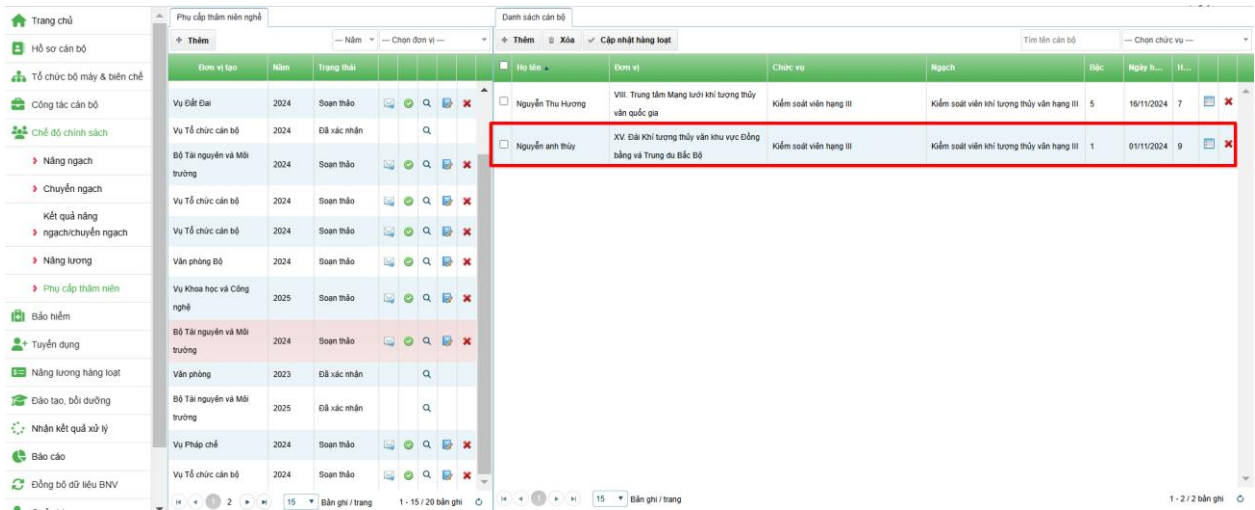 Trang chủ
Hồ sơ cán bộ
Tổ chức bộ máy & biên chế
Công tác cán bộ
Chế độ chính sách
Nâng ngạch
Chuyển ngạch
Kết quả nâng
ngạch/chuyển ngạch
Nâng lương
Phụ cấp thâm niên
Bảo hiểm
Tuyển dụng
Nâng lương hàng loạt
Đào tạo, bồi dưỡng
Nhận kết quả xử lý
Báo cáo
Đồng bộ dữ liệu BNV
Phụ cấp thâm niên nghề
+ Thêm --- Năm --- Chọn đơn vị ---
Đơn vị tạo Năm Trạng thái
Vụ Đất Đai 2024 Soạn thảo
Vụ Tổ chức cán bộ 2024 Đã xác nhận
Bộ Tài nguyên và Môi
trường 2024 Soạn thảo
Vụ Tổ chức cán bộ 2024 Soạn thảo
Vụ Tổ chức cán bộ 2024 Soạn thảo
Văn phòng Bộ 2024 Soạn thảo
Vụ Khoa học và Công
nghệ 2025 Soạn thảo
Bộ Tài nguyên và Môi
trường 2024 Soạn thảo
Văn phòng 2023 Đã xác nhận
Bộ Tài nguyên và Môi
trường 2025 Đã xác nhận
Vụ Pháp chế 2024 Soạn thảo
Vụ Tổ chức cán bộ 2024 Soạn thảo
1 2 15 Bản ghi / trang 1 - 15 / 20 bản ghi
Danh sách cán bộ
+ Thêm Xóa Cập nhật hàng loạt Tìm tên cán bộ --- Chọn chức vụ ---
Họ tên Đơn vị Chức vụ Ngạch Bậc Ngày h... H...
Nguyễn Thu Hương VIII. Trung tâm Mạng lưới khí tượng thủy
văn quốc gia Kiểm soát viên hạng III Kiểm soát viên khí tượng thủy văn hạng III 5 16/11/2024 7
Nguyễn anh thùy XV. Đài Khí tượng thủy văn khu vực Đồng
bằng và Trung du Bắc Bộ Kiểm soát viên hạng III Kiểm soát viên khí tượng thủy văn hạng III 1 01/11/2024 9
1 15 Bản ghi / trang 1 - 2 / 2 bản ghi